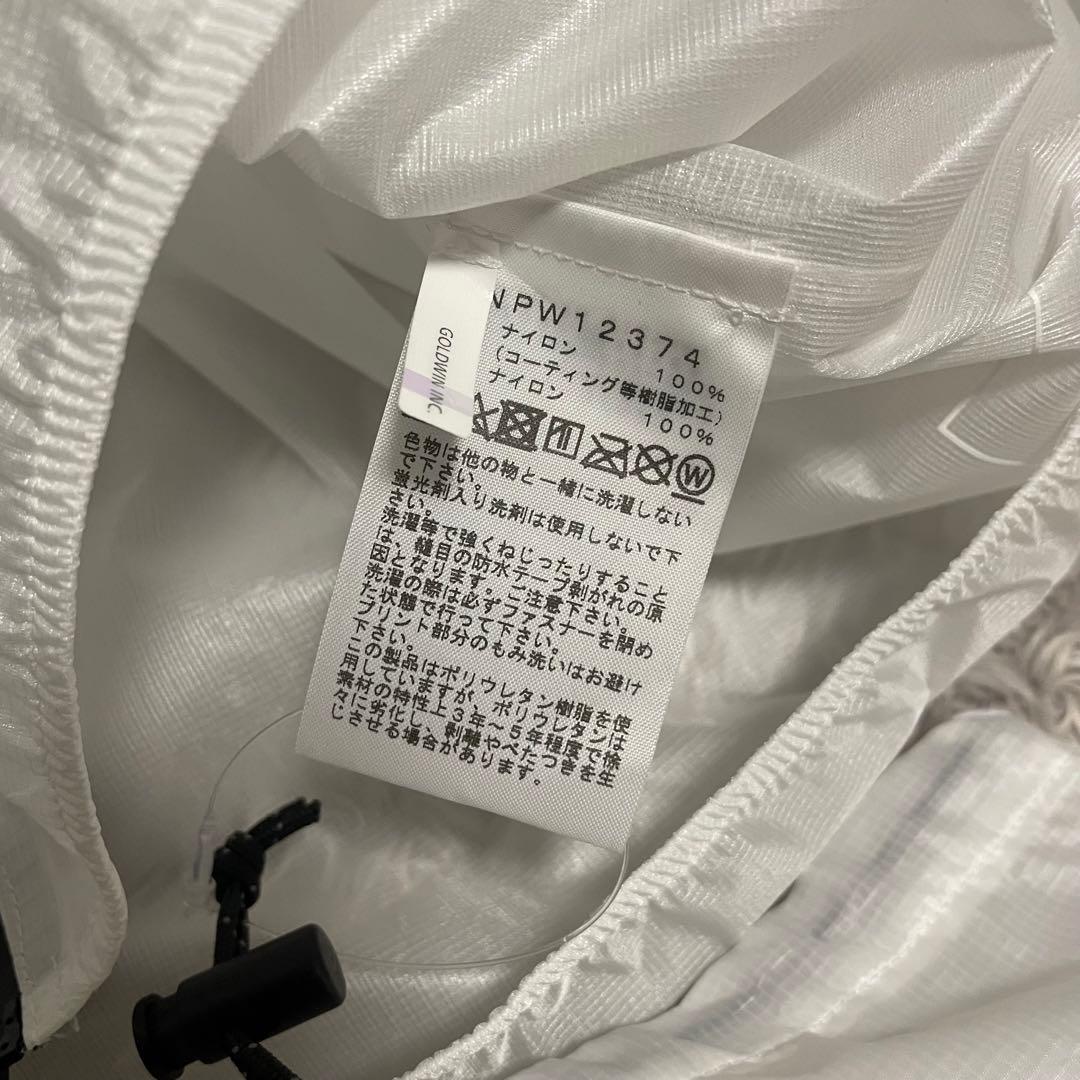 NPW12374
ナイロン
100%
(コーティング等樹脂加工)
ナイロン
100%
GOLDWIN INC.
W
色物は他の物と一緒に洗濯しない
で下さい。
蛍光剤入り洗剤は使用しないで下
さい。
洗濯等で強くねじったりすること
は、縫目の防水テープ剥がれの原
因となります。ご注意下さい。
洗濯の際は必ずファスナーを閉め
た状態で行って下さい。
プリント部分のもみ洗いはお避け
下さい。
この製品はポリウレタン樹脂を使
用していますが、ポリウレタンは
素材の特性上3年～5年程度で徐
々に劣化し、剥離やべたつきを生
じさせる場合があります。